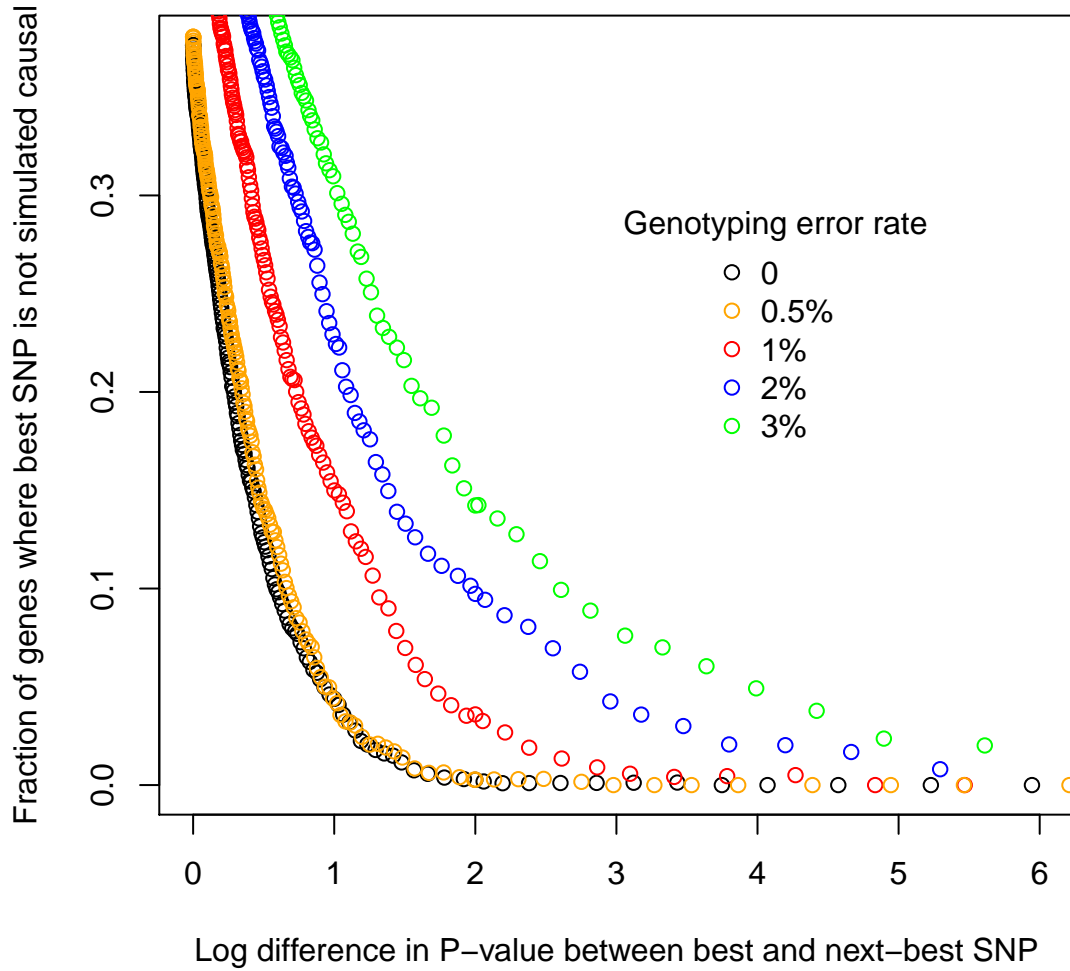 Fraction of genes where best SNP is not simulated causal
0.3
0.2
0.1
0.0
Genotyping error rate
0
0.5%
1%
2%
3%
0 1 2 3 4 5 6
Log difference in P−value between best and next−best SNP